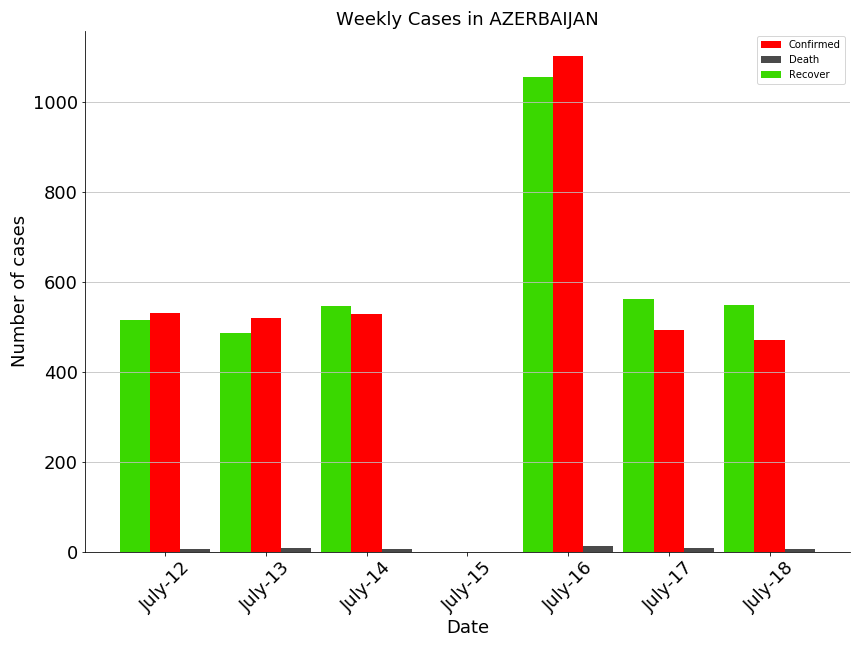 Weekly Cases in AZERBAIJAN
Confirmed
Death
Recover
Number of cases
1000
800
600
400
200
0
July-12
July-13
July-14
July-15
July-16
July-17
July-18
Date